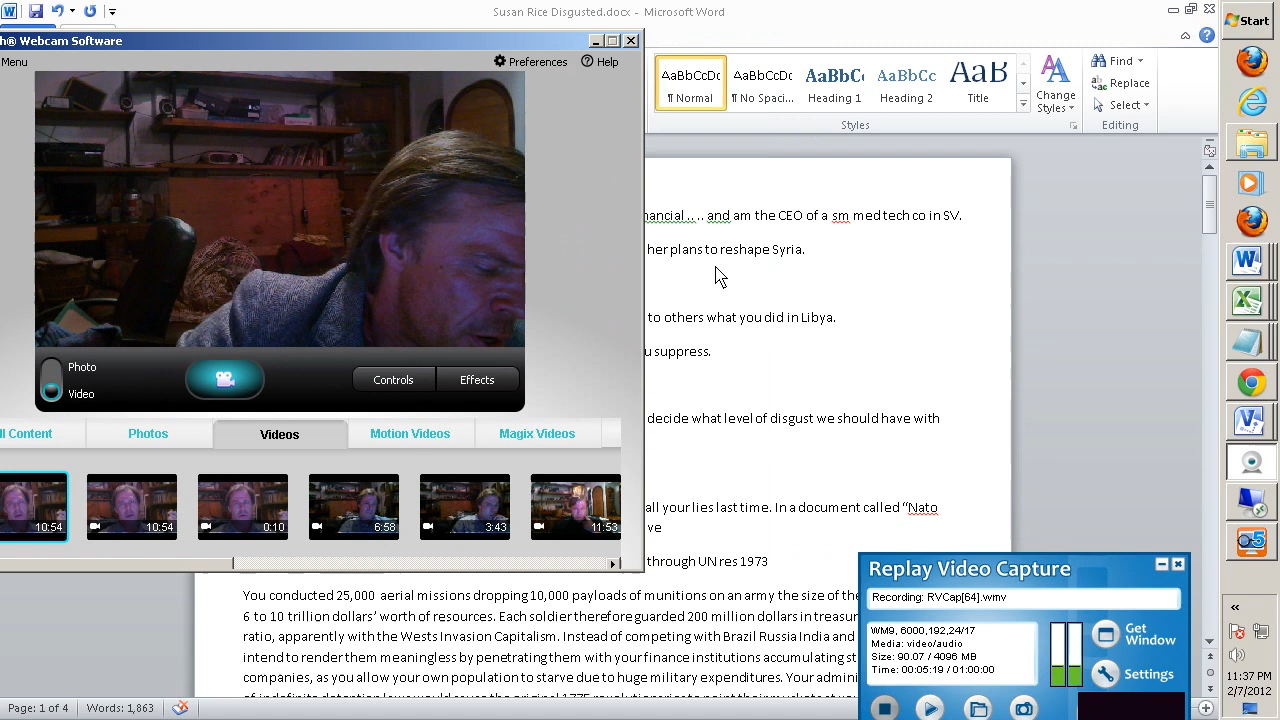 Susan Rice Disgusted.docx - Microsoft Word
h® Webcam Software
Menu
Preferences
Help
Photo
Video
Controls
Effects
ll Content
Photos
Videos
Motion Videos
Magix Videos
10:54
10:54
0:10
6:58
3:43
11:53
AaBbCcDc
¶ Normal
AaBbCcDc
¶ No Spaci...
AaBbCc
Heading 1
AaBbCc
Heading 2
AaB
Title
Change
Styles
Styles
Find
Replace
Select
Editing
nancial .. .. and am the CEO of a sm med tech co in SV.
her plans to reshape Syria.
to others what you did in Libya.
u suppress.
decide what level of disgust we should have with
all your lies last time. In a document called “Nato
ve
through UN res 1973
You conducted 25,000 aerial missions dropping 10,000 payloads of munitions on an army the size of the
6 to 10 trillion dollars’ worth of resources. Each soldier therefore guarded 200 million dollars in treasur
ratio, apparently with the Wests Invasion Capitalism. Instead of competing with Brazil Russia India and
intend to render them meaningless by penetrating them with your finance institutions accumulating st
companies, as you allow your own population to starve due to huge military expenditures. Your admini
Replay Video Capture
Recording: RVCap[64].wmv
WM9, 6000,192,24/17
Media: video/audio
Size: 90.07 / 4096 MB
Time: 00:05:19 / 01:00:00
Get
Window
Settings
Page: 1 of 4
Words: 1,863
Start
11:37 PM
2/7/2012